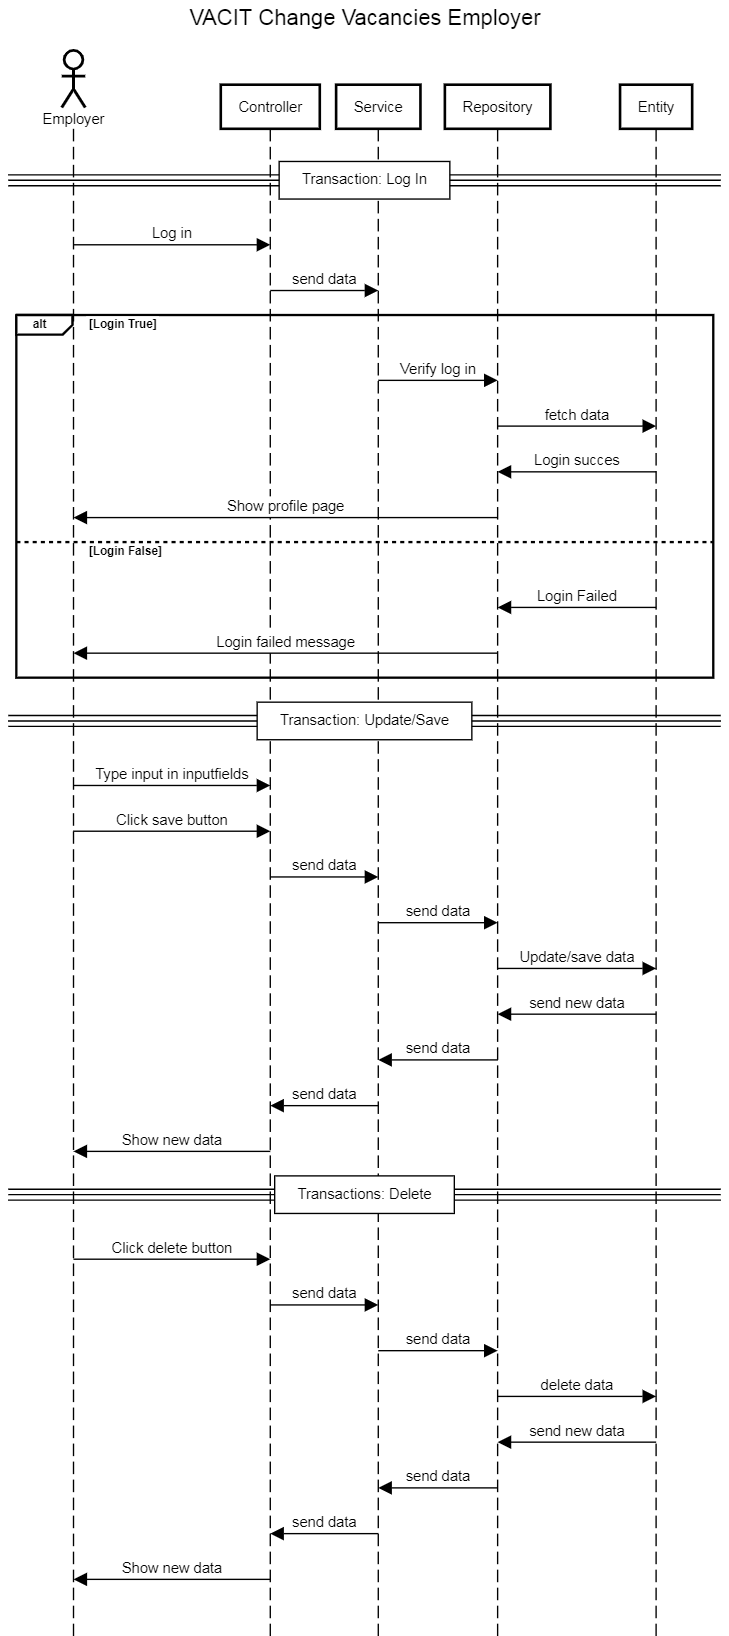 VACIT Change Vacancies Employer
Employer
Controller
Service
Repository
Entity
Transaction: Log In
Log in
send data
alt
[Login True]
Verify log in
fetch data
Login succes
Show profile page
[Login False]
Login Failed
Login failed message
Transaction: Update/Save
Type input in inputfields
Click save button
send data
send data
Update/save data
send new data
send data
send data
Show new data
Transactions: Delete
Click delete button
send data
send data
delete data
send new data
send data
send data
Show new data